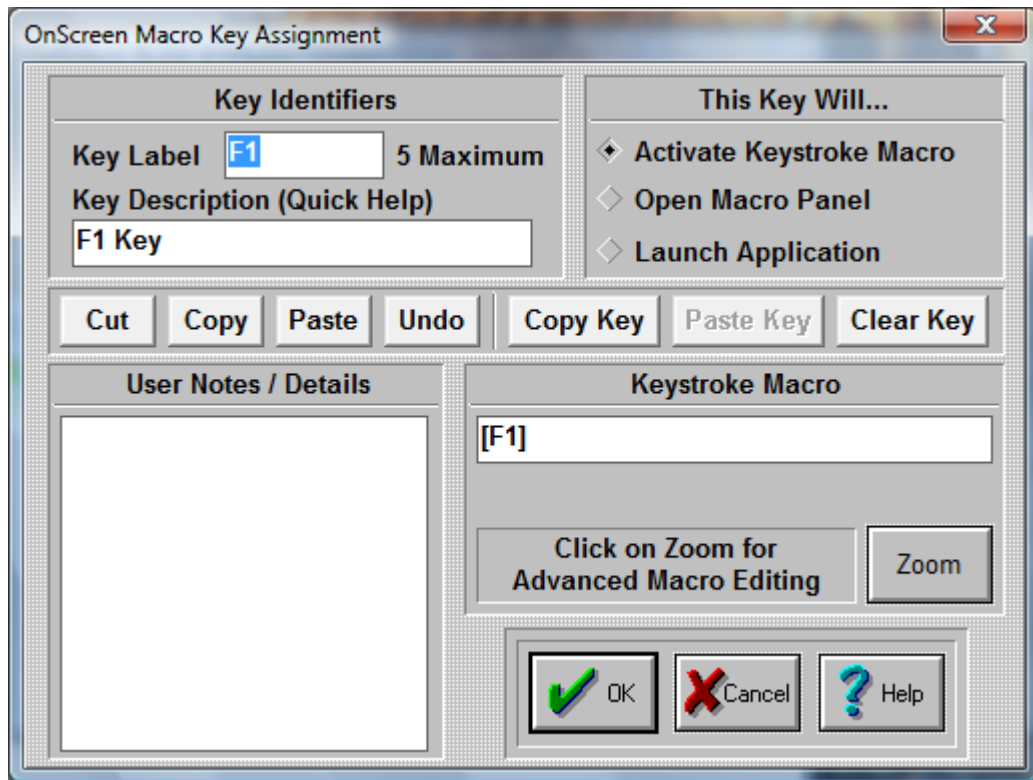 OnScreen Macro Key Assignment
Key Identifiers
Key Label F1 5 Maximum
Key Description (Quick Help)
F1 Key
This Key Will...
Activate Keystroke Macro
Open Macro Panel
Launch Application
Cut Copy Paste Undo Copy Key Paste Key Clear Key
User Notes / Details
Keystroke Macro
[F1]
Click on Zoom for
Advanced Macro Editing
Zoom
OK Cancel Help